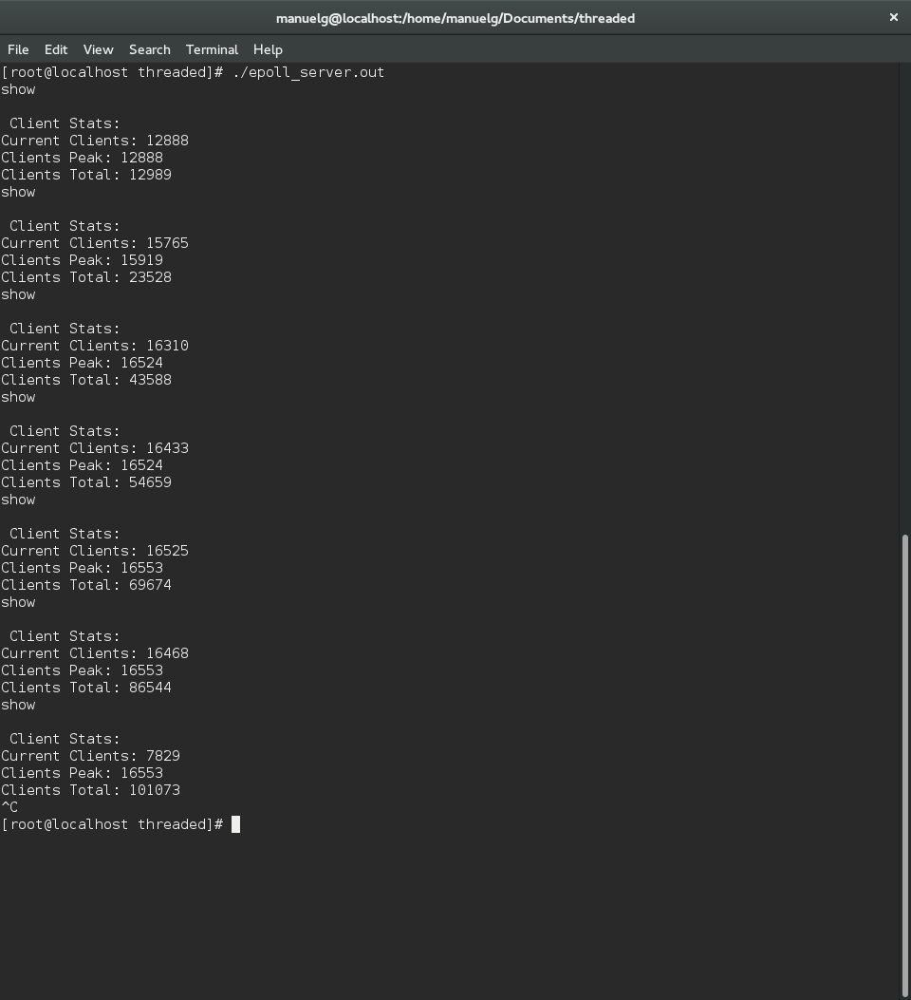 manuelg@localhost:/home/manuelg/Documents/threaded ×
File Edit View Search Terminal Help
[root@localhost threaded]# ./epoll_server.out
show
Client Stats:
Current Clients: 12888
Clients Peak: 12888
Clients Total: 12989
show
Client Stats:
Current Clients: 15765
Clients Peak: 15919
Clients Total: 23528
show
Client Stats:
Current Clients: 16310
Clients Peak: 16524
Clients Total: 43588
show
Client Stats:
Current Clients: 16433
Clients Peak: 16524
Clients Total: 54659
show
Client Stats:
Current Clients: 16525
Clients Peak: 16553
Clients Total: 69674
show
Client Stats:
Current Clients: 16468
Clients Peak: 16553
Clients Total: 86544
show
Client Stats:
Current Clients: 7829
Clients Peak: 16553
Clients Total: 101073
^C
[root@localhost threaded]#